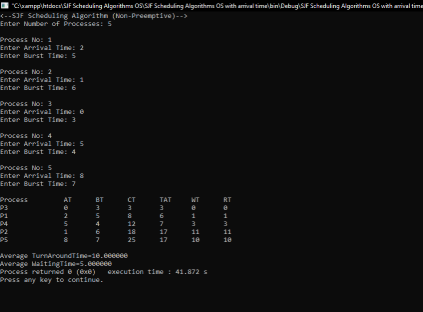 "C:\xampp\htdocs\SJF Scheduling Algorithms OS\SJF Scheduling Algorithms OS with arrival time\bin\Debug\SJF Scheduling Algorithms OS with arrival time
<--SJF Scheduling Algorithm (Non-Preemptive)-->
Enter Number of Processes: 5
Process No: 1
Enter Arrival Time: 2
Enter Burst Time: 5
Process No: 2
Enter Arrival Time: 1
Enter Burst Time: 6
Process No: 3
Enter Arrival Time: 0
Enter Burst Time: 3
Process No: 4
Enter Arrival Time: 5
Enter Burst Time: 4
Process No: 5
Enter Arrival Time: 8
Enter Burst Time: 7
Process AT BT CT TAT WT RT
P3 0 3 3 3 0 0
P1 2 5 8 6 1 1
P4 5 4 12 7 3 3
P2 1 6 18 17 11 11
P5 8 7 25 17 10 10
Average TurnAroundTime=10.000000
Average WaitingTime=5.000000
Process returned 0 (0x0) execution time : 41.872 s
Press any key to continue.